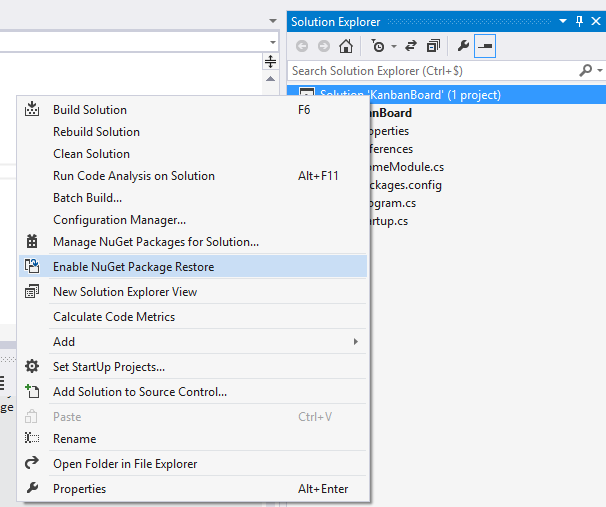 Solution Explorer
Search Solution Explorer (Ctrl+$)
Solution 'KanbanBoard' (1 project)
Build Solution F6
Rebuild Solution
Clean Solution
Run Code Analysis on Solution Alt+F11
Batch Build...
Configuration Manager...
Manage NuGet Packages for Solution...
Enable NuGet Package Restore
New Solution Explorer View
Calculate Code Metrics
Add
Set StartUp Projects...
Add Solution to Source Control...
Paste Ctrl+V
Rename
Open Folder in File Explorer
Properties Alt+Enter
nBoard
operties
ferences
omeModule.cs
ckages.config
ogram.cs
artup.cs